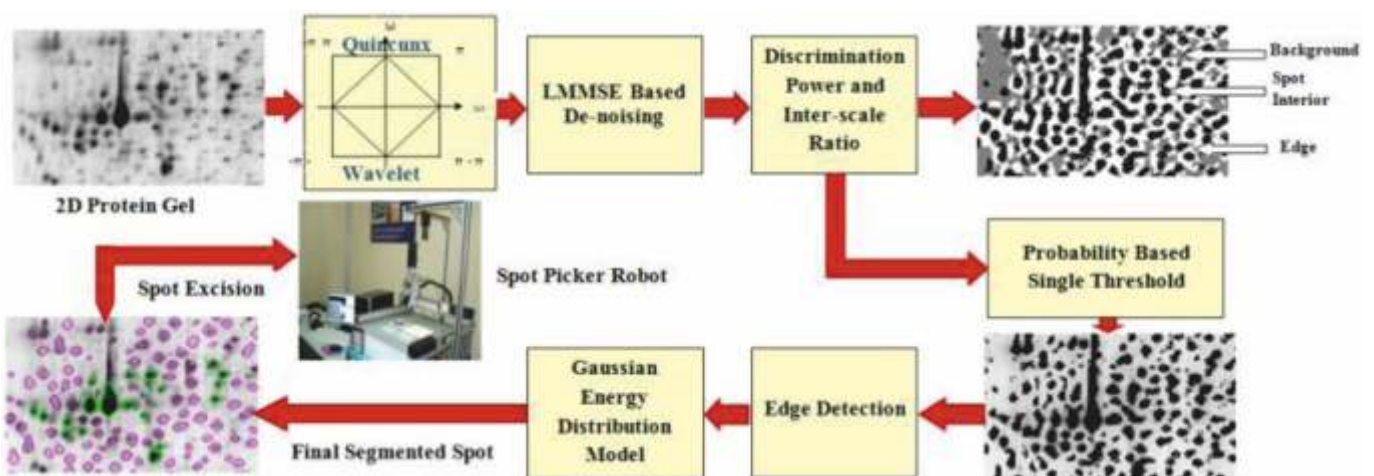 Quincunx
Wavelet
ω
π
ω
2D Protein Gel
LMMSE Based
De-noising
Discrimination
Power and
Inter-scale
Ratio
Background
Spot
Interior
Edge
Probability Based
Single Threshold
Edge Detection
Gaussian
Energy
Distribution
Model
Final Segmented Spot
Spot Excision
Spot Picker Robot